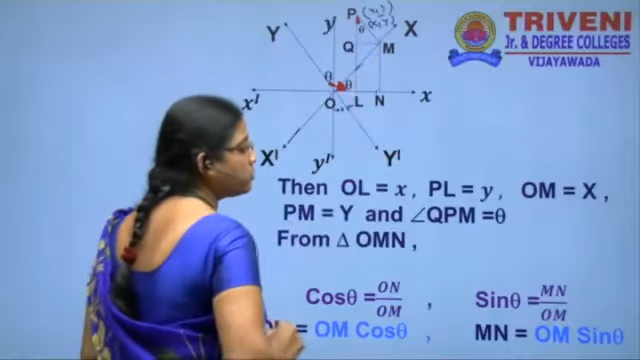 TRIVENI
Jr. & DEGREE COLLEGES
VIJAYAWADA
P (x, y)
(X, Y)
Y y X
Q M
θ θ
x' O L N x
X' y' Y'
Then OL = x , PL = y , OM = X ,
PM = Y and ∠QPM =θ
From Δ OMN ,
Cosθ = ON/OM , Sinθ = MN/OM
= OM Cosθ , MN = OM Sinθ